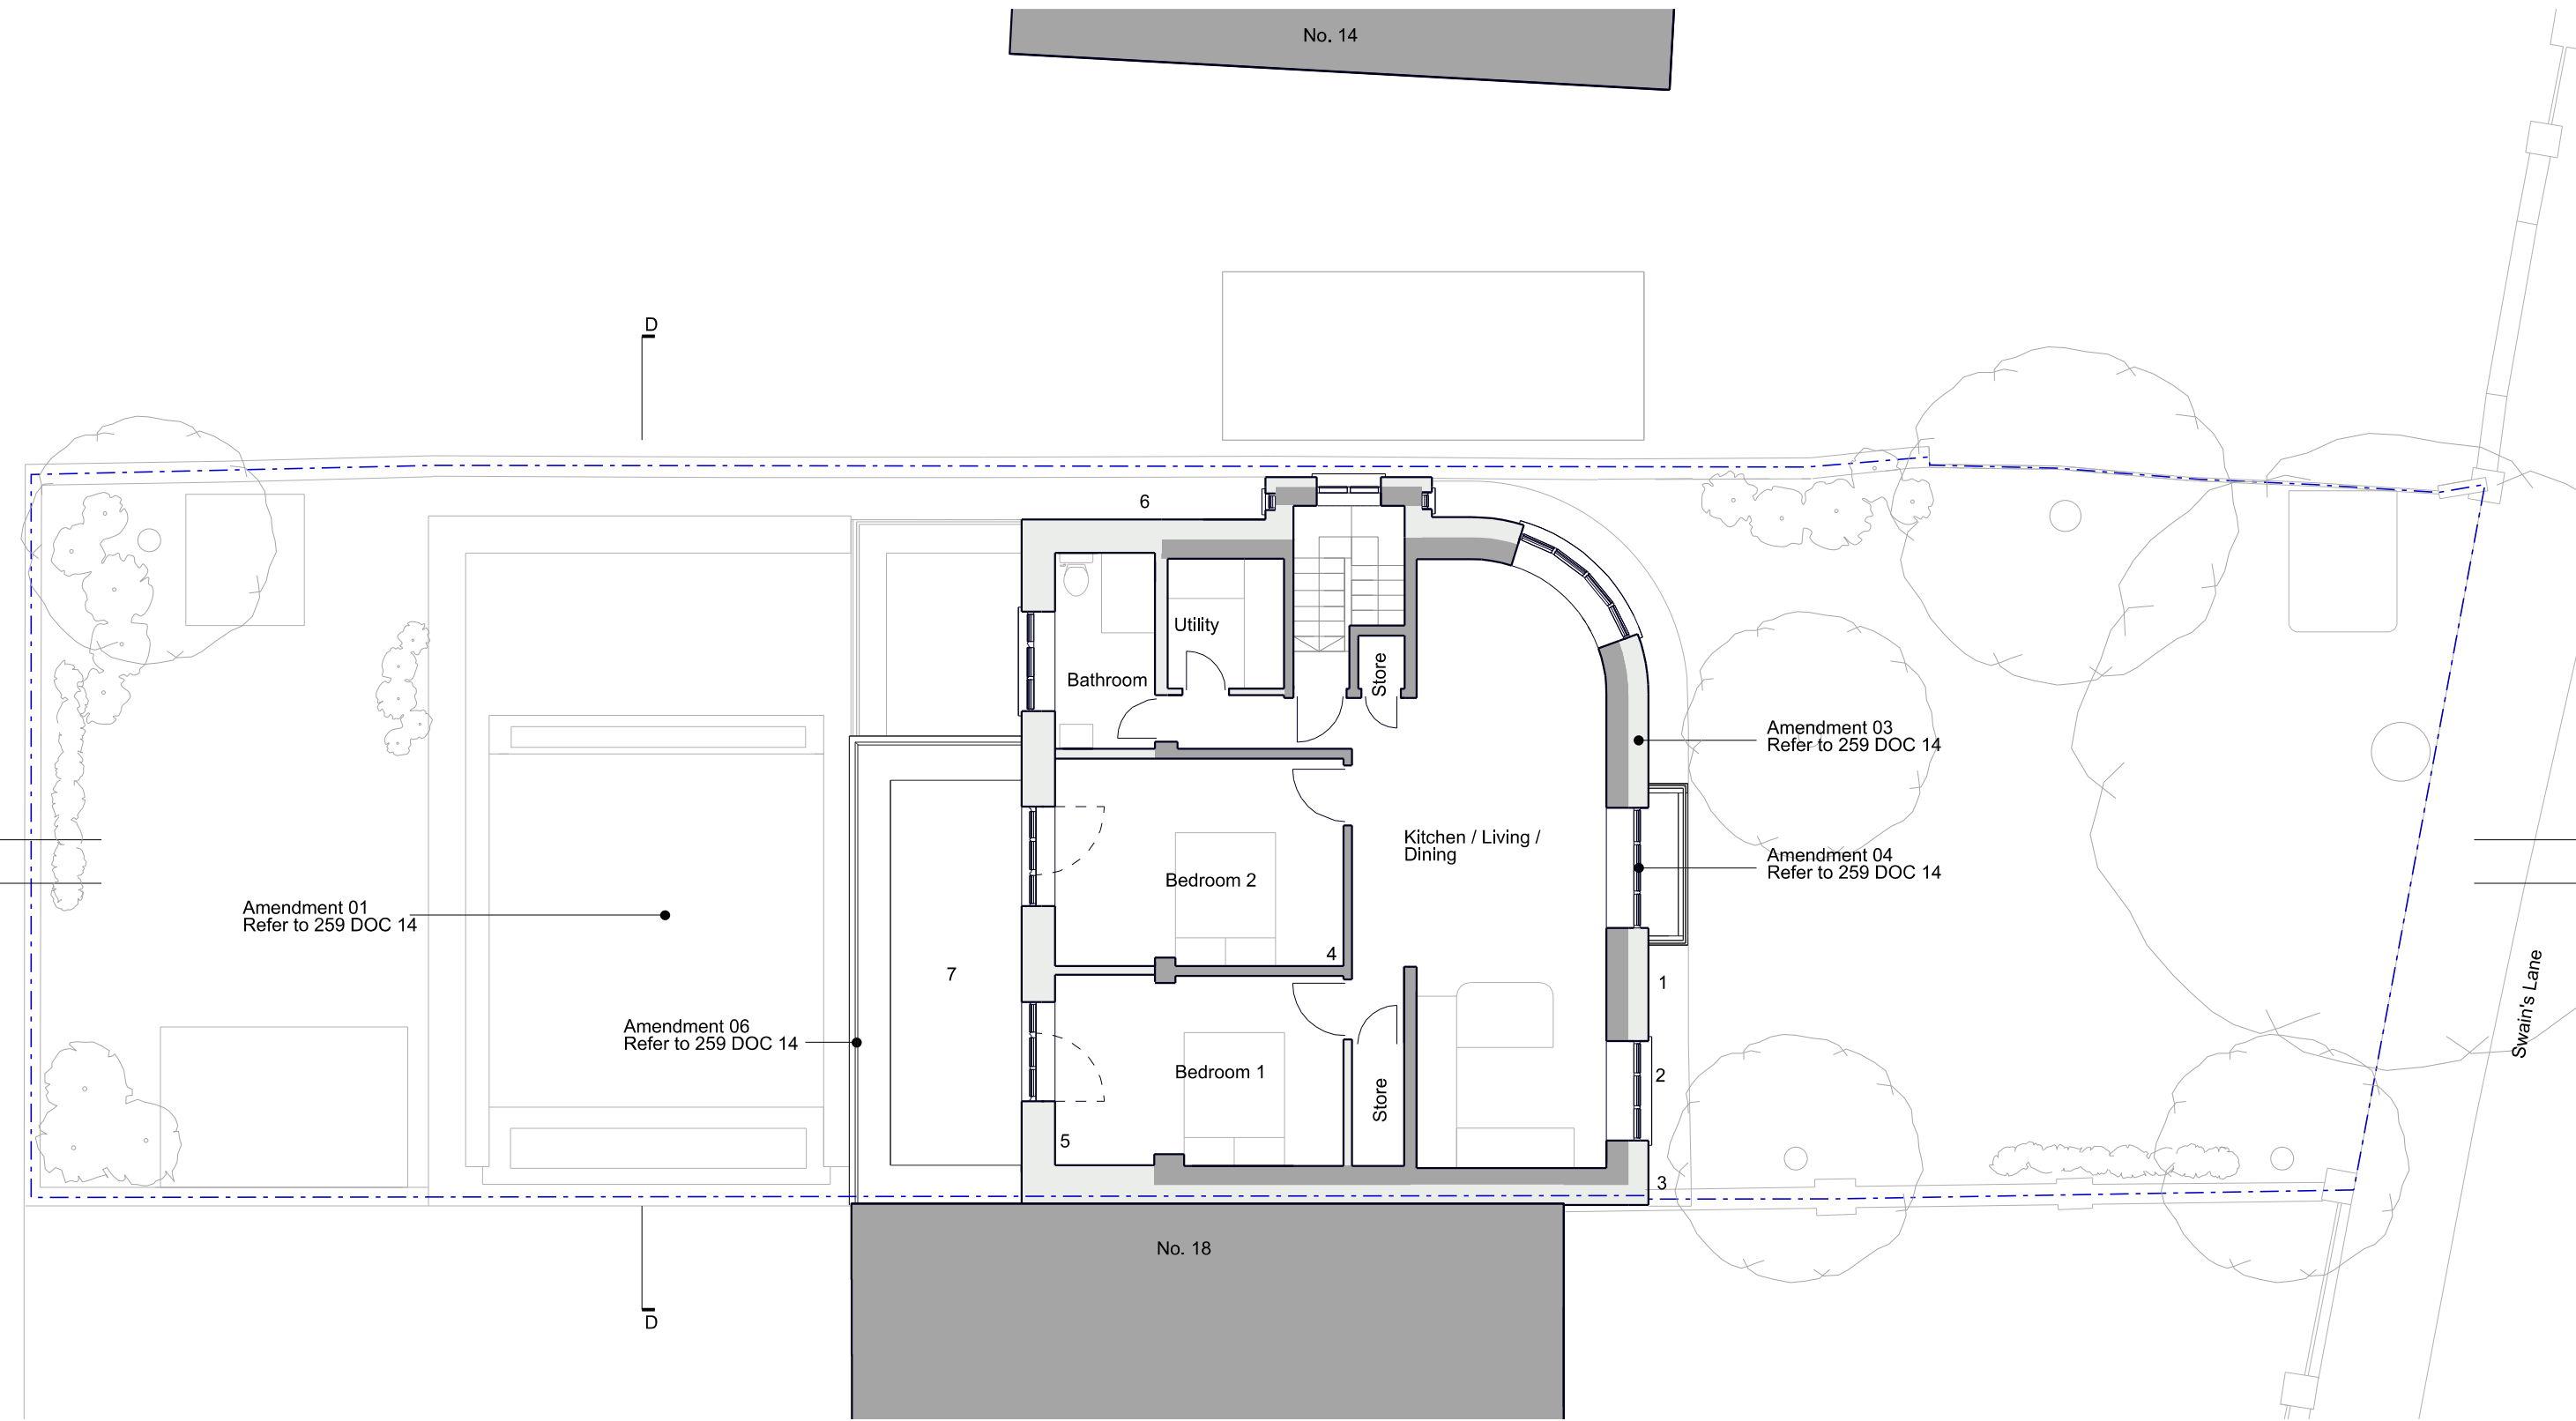 No. 14
D
6
Utility
Store
Bathroom
Amendment 03
Refer to 259 DOC 14
Kitchen / Living /
Dining
Amendment 04
Refer to 259 DOC 14
Bedroom 2
Amendment 01
Refer to 259 DOC 14
4
7
1
Swain's Lane
Amendment 06
Refer to 259 DOC 14
Bedroom 1
Store
2
5
3
No. 18
D